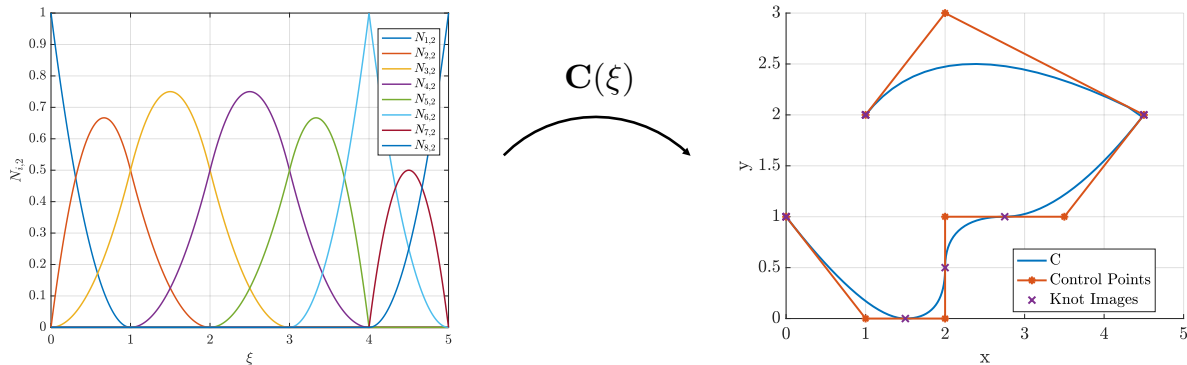 1
0.9
0.8
0.7
0.6
0.5
0.4
0.3
0.2
0.1
0
N_{i,2}
0 1 2 3 4 5
ξ
N_{1,2}
N_{2,2}
N_{3,2}
N_{4,2}
N_{5,2}
N_{6,2}
N_{7,2}
N_{8,2}
C(ξ)
3
2.5
2
1.5
1
0.5
0
y
0 1 2 3 4 5
x
C
Control Points
Knot Images